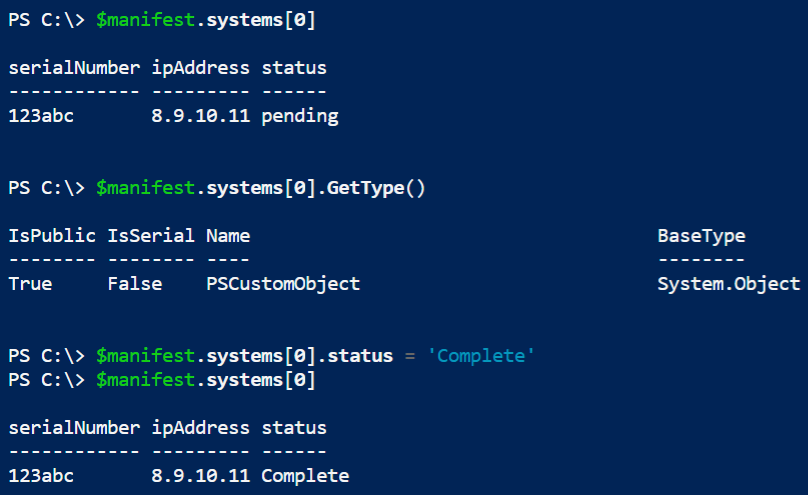 PS C:\> $manifest.systems[0]
serialNumber ipAddress status
------------ --------- ------
123abc       8.9.10.11 pending
PS C:\> $manifest.systems[0].GetType()
IsPublic IsSerial Name                                     BaseType
-------- -------- ----                                     --------
True     False    PSCustomObject                           System.Object
PS C:\> $manifest.systems[0].status = 'Complete'
PS C:\> $manifest.systems[0]
serialNumber ipAddress status
------------ --------- ------
123abc       8.9.10.11 Complete